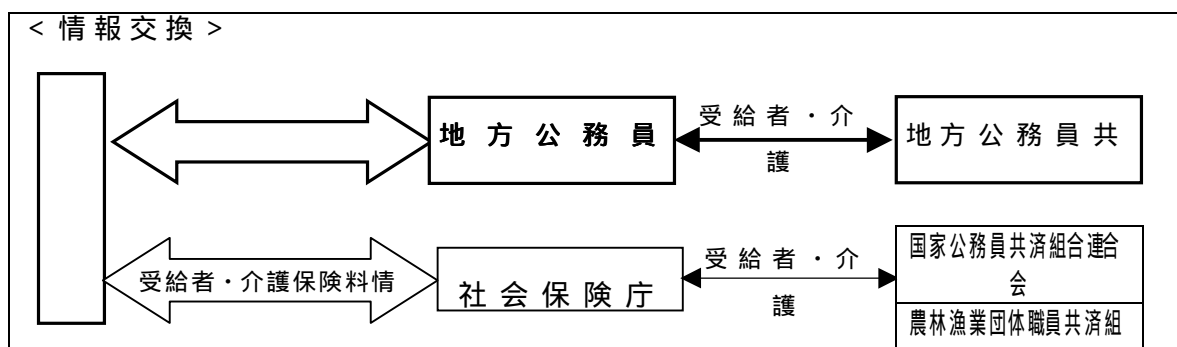 <情報交換>
地方公務員
受給者・介
護
地方公務員共
受給者・介護保険料情
社会保険庁
受給者・介
護
国家公務員共済組合連合
会
農林漁業団体職員共済組